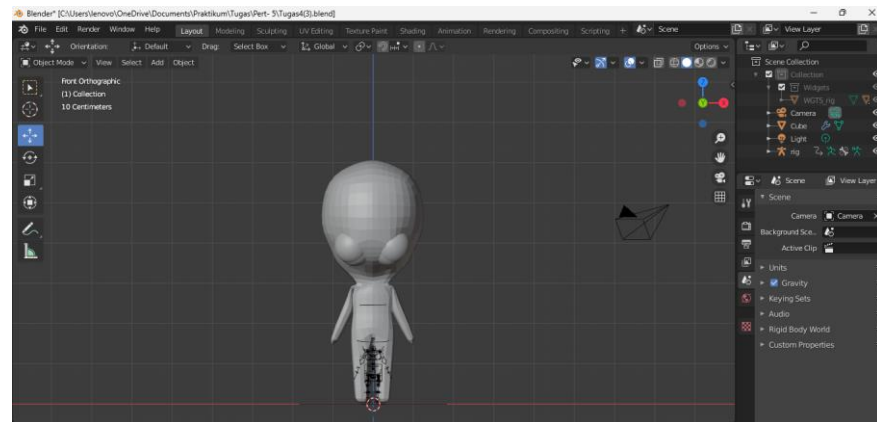 Blender* [C:\Users\lenovo\OneDrive\Documents\Praktikum\Tugas\Pert- 5\Tugas4(3).blend]
File Edit Render Window Help Layout Modeling Sculpting UV Editing Texture Paint Shading Animation Rendering Compositing Scripting + Scene View Layer
Orientation: Default Drag: Select Box Global Options
Object Mode View Select Add Object
Front Orthographic
(1) Collection
10 Centimeters
Z
Y
X
Scene Collection
Collection
Widgets
WGTS_rig
Camera
Cube
Light
rig
Scene View Layer
Scene
Camera Camera
Background Sce..
Active Clip
Units
Gravity
Keying Sets
Audio
Rigid Body World
Custom Properties